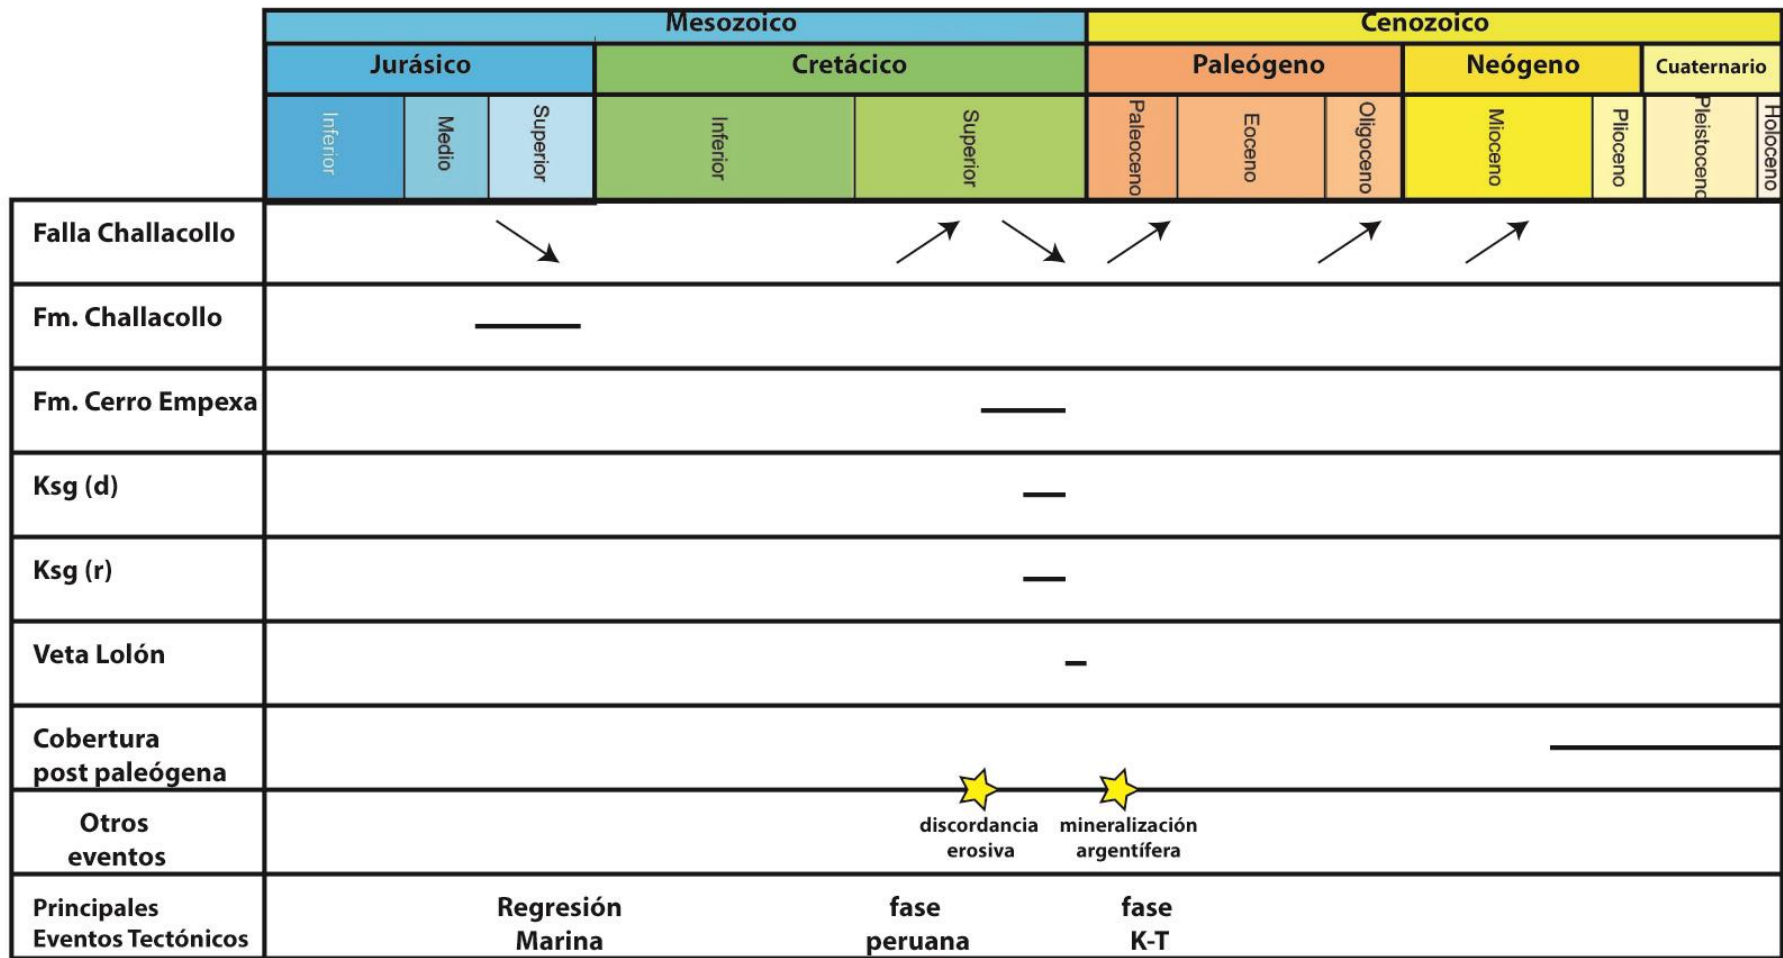 Mesozoico
Cenozoico
Jurásico
Cretácico
Paleógeno
Neógeno
Cuaternario
Inferior
Medio
Superior
Inferior
Superior
Paleoceno
Eoceno
Oligoceno
Mioceno
Plioceno
Pleistoceno
Holoceno
Falla Challacollo
Fm. Challacollo
Fm. Cerro Empexa
Ksg (d)
Ksg (r)
Veta Lolón
Cobertura
post paleógena
Otros
eventos
discordancia
erosiva
mineralización
argentífera
Principales
Eventos Tectónicos
Regresión
Marina
fase
peruana
fase
K-T